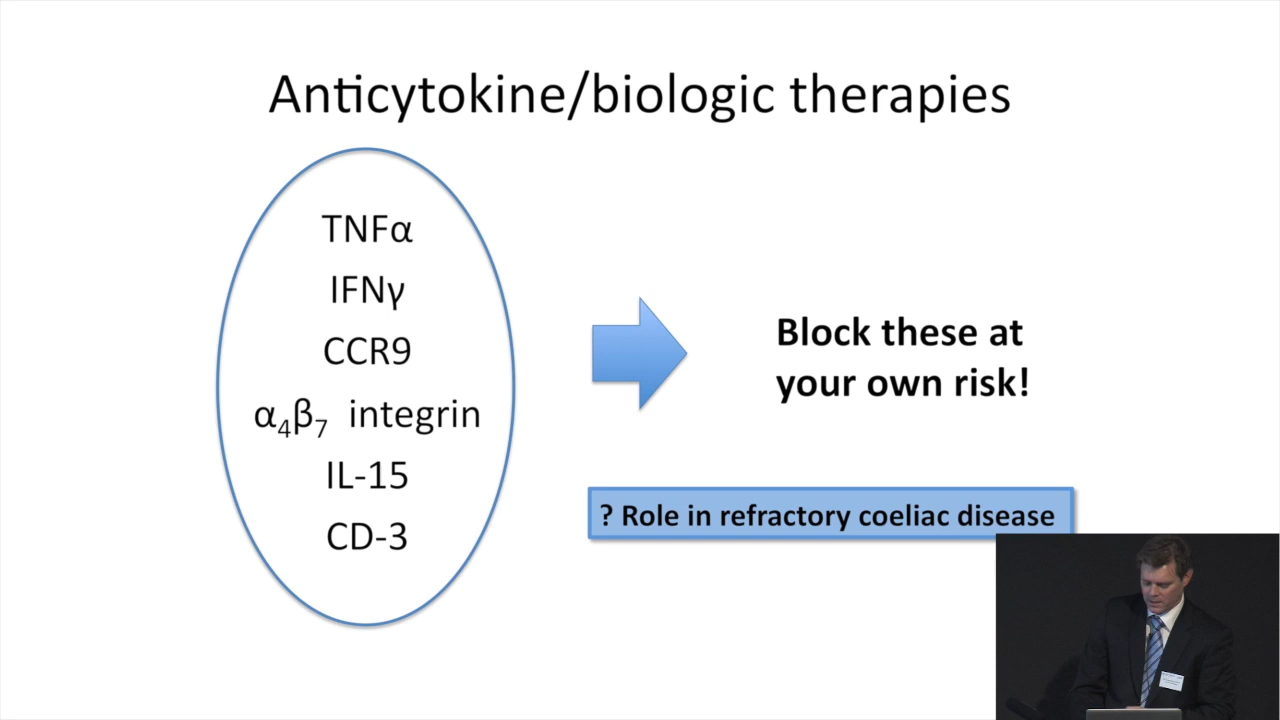 Anticytokine/biologic therapies
TNFα
IFNγ
CCR9
α₄β₇ integrin
IL-15
CD-3
Block these at
your own risk!
? Role in refractory coeliac disease